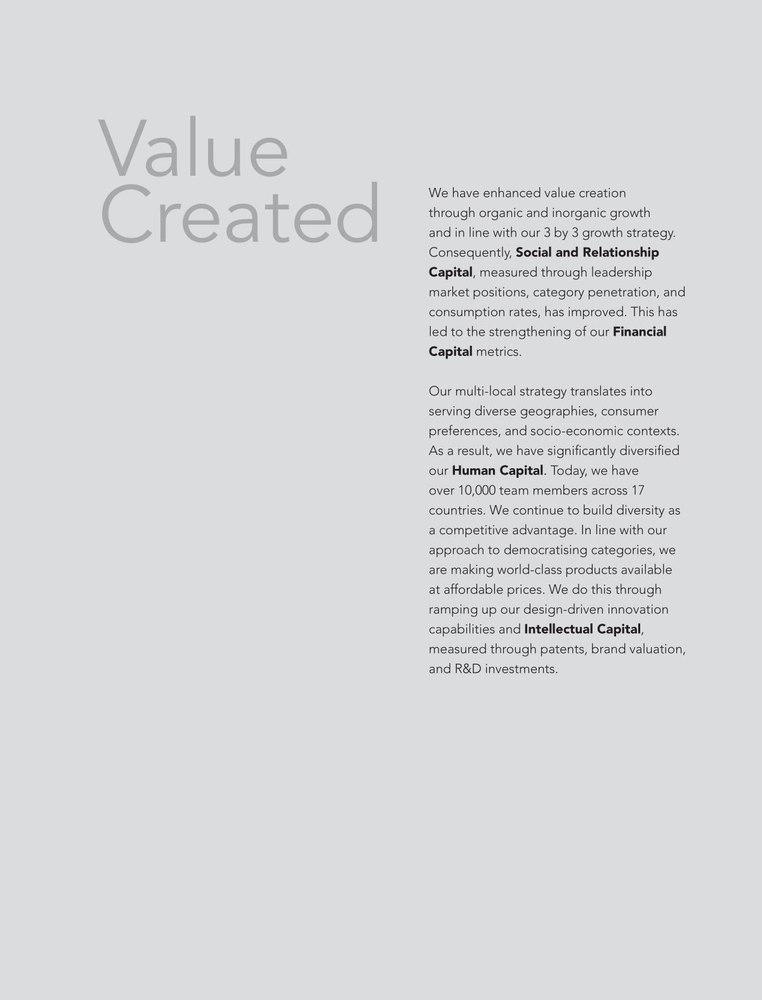 Value
Created
We have enhanced value creation
through organic and inorganic growth
and in line with our 3 by 3 growth strategy.
Consequently, Social and Relationship
Capital, measured through leadership
market positions, category penetration, and
consumption rates, has improved. This has
led to the strengthening of our Financial
Capital metrics.
Our multi-local strategy translates into
serving diverse geographies, consumer
preferences, and socio-economic contexts.
As a result, we have significantly diversified
our Human Capital. Today, we have
over 10,000 team members across 17
countries. We continue to build diversity as
a competitive advantage. In line with our
approach to democratising categories, we
are making world-class products available
at affordable prices. We do this through
ramping up our design-driven innovation
capabilities and Intellectual Capital,
measured through patents, brand valuation,
and R&D investments.